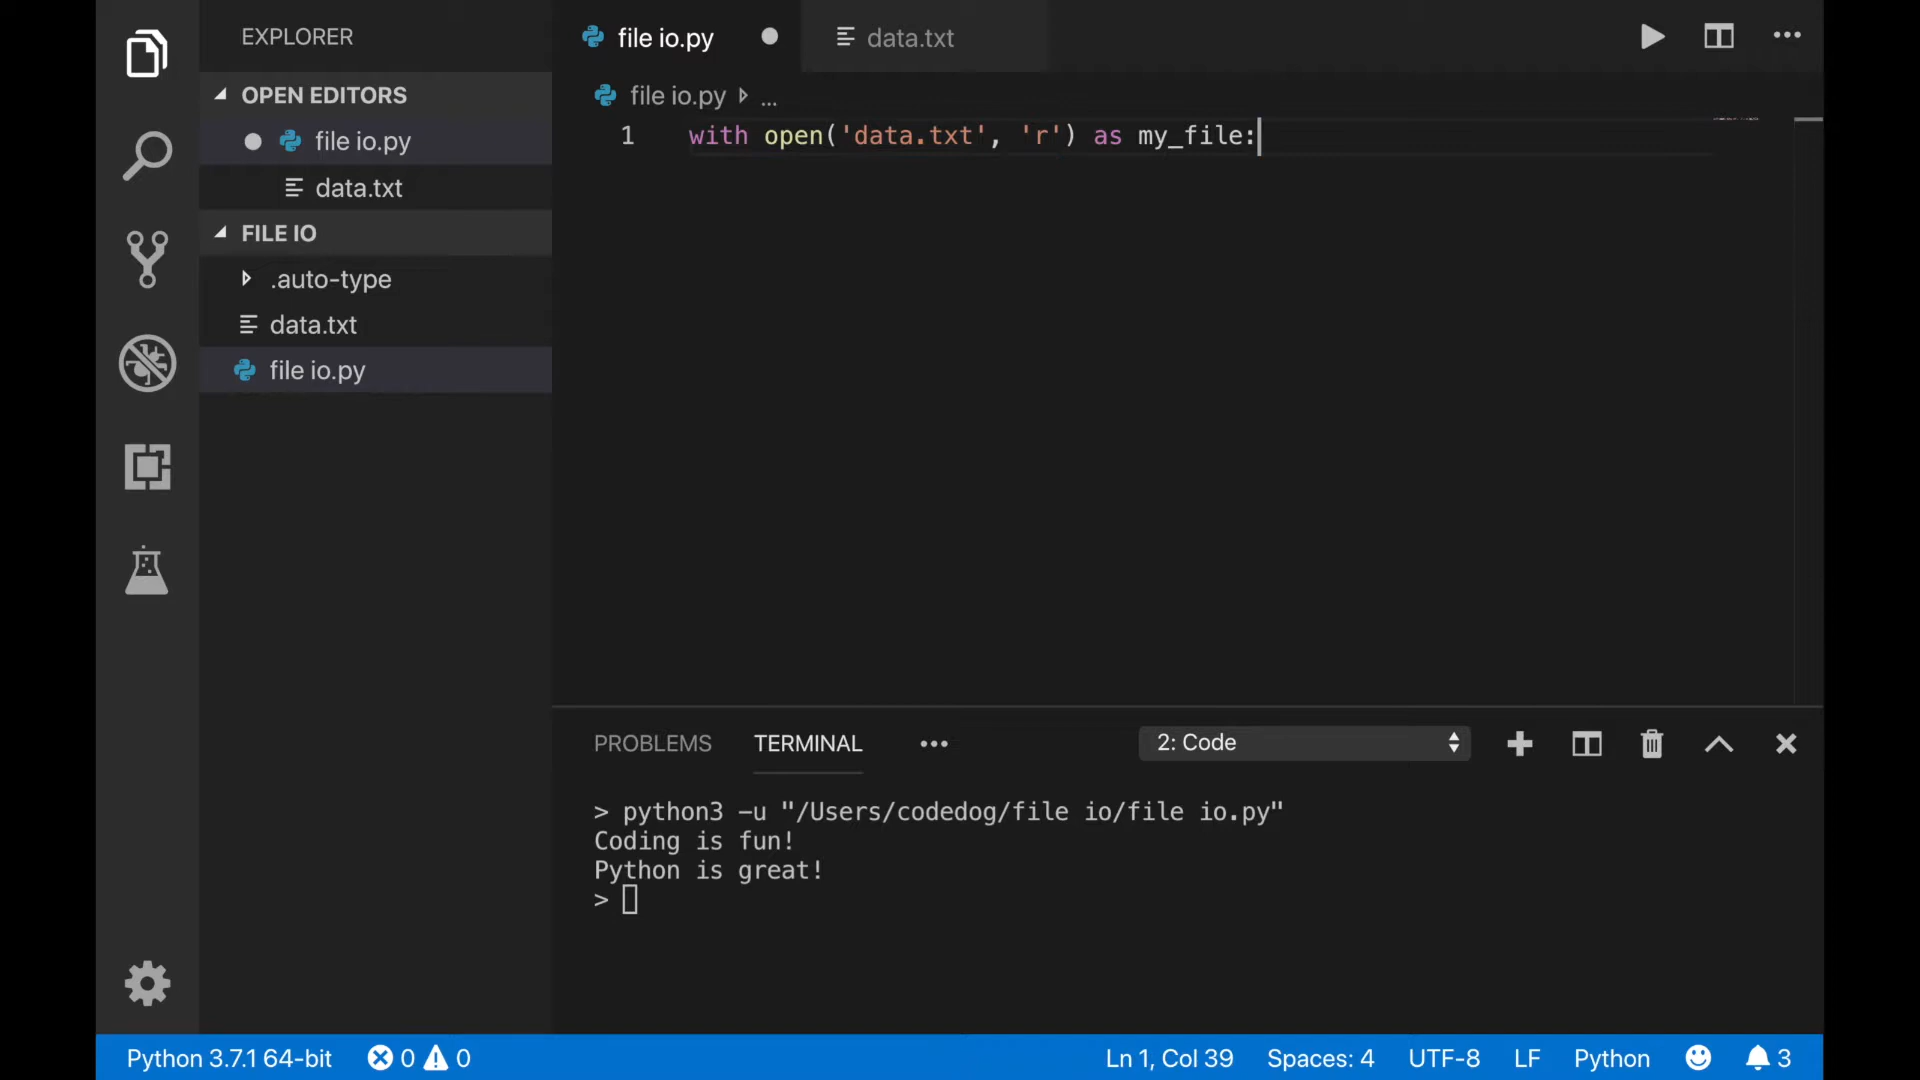 EXPLORER
OPEN EDITORS
file io.py
data.txt
FILE IO
.auto-type
data.txt
file io.py
file io.py
data.txt
file io.py ...
1 with open('data.txt', 'r') as my_file:
PROBLEMS TERMINAL ••• 2: Code
> python3 -u "/Users/codedog/file io/file io.py"
Coding is fun!
Python is great!
>
Python 3.7.1 64-bit 0 0 Ln 1, Col 39 Spaces: 4 UTF-8 LF Python 3